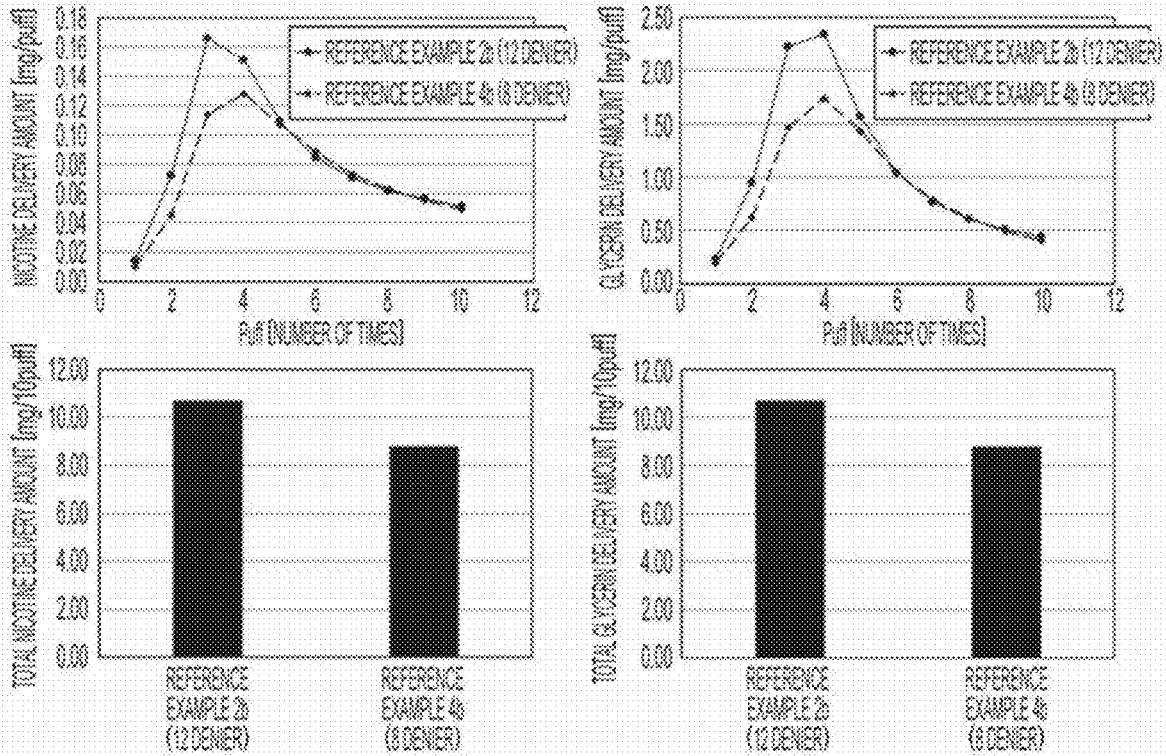 NICOTINE DELIVERY AMOUNT [mg/puff]
0.18
0.16
0.14
0.12
0.10
0.08
0.06
0.04
0.02
0.00
0 2 4 6 8 10 12
Puff [NUMBER OF TIMES]
REFERENCE EXAMPLE 2b (12 DENIER)
REFERENCE EXAMPLE 4b (8 DENIER)
GLYCERIN DELIVERY AMOUNT [mg/puff]
2.50
2.00
1.50
1.00
0.50
0.00
0 2 4 6 8 10 12
Puff [NUMBER OF TIMES]
REFERENCE EXAMPLE 2b (12 DENIER)
REFERENCE EXAMPLE 4b (8 DENIER)
TOTAL NICOTINE DELIVERY AMOUNT [mg/10puff]
12.00
10.00
8.00
6.00
4.00
2.00
0.00
REFERENCE
EXAMPLE 2b
(12 DENIER)
REFERENCE
EXAMPLE 4b
(8 DENIER)
TOTAL GLYCERIN DELIVERY AMOUNT [mg/10puff]
12.00
10.00
8.00
6.00
4.00
2.00
0.00
REFERENCE
EXAMPLE 2b
(12 DENIER)
REFERENCE
EXAMPLE 4b
(8 DENIER)